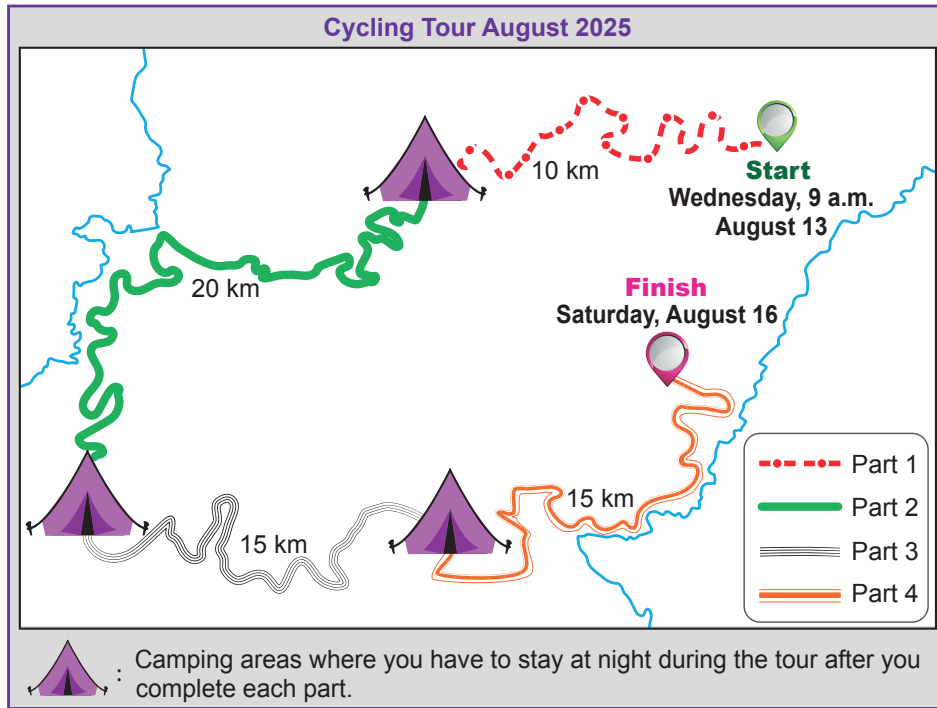 Cycling Tour August 2025
10 km
Start
Wednesday, 9 a.m.
August 13
20 km
Finish
Saturday, August 16
15 km
15 km
Part 1
Part 2
Part 3
Part 4
: Camping areas where you have to stay at night during the tour after you
complete each part.